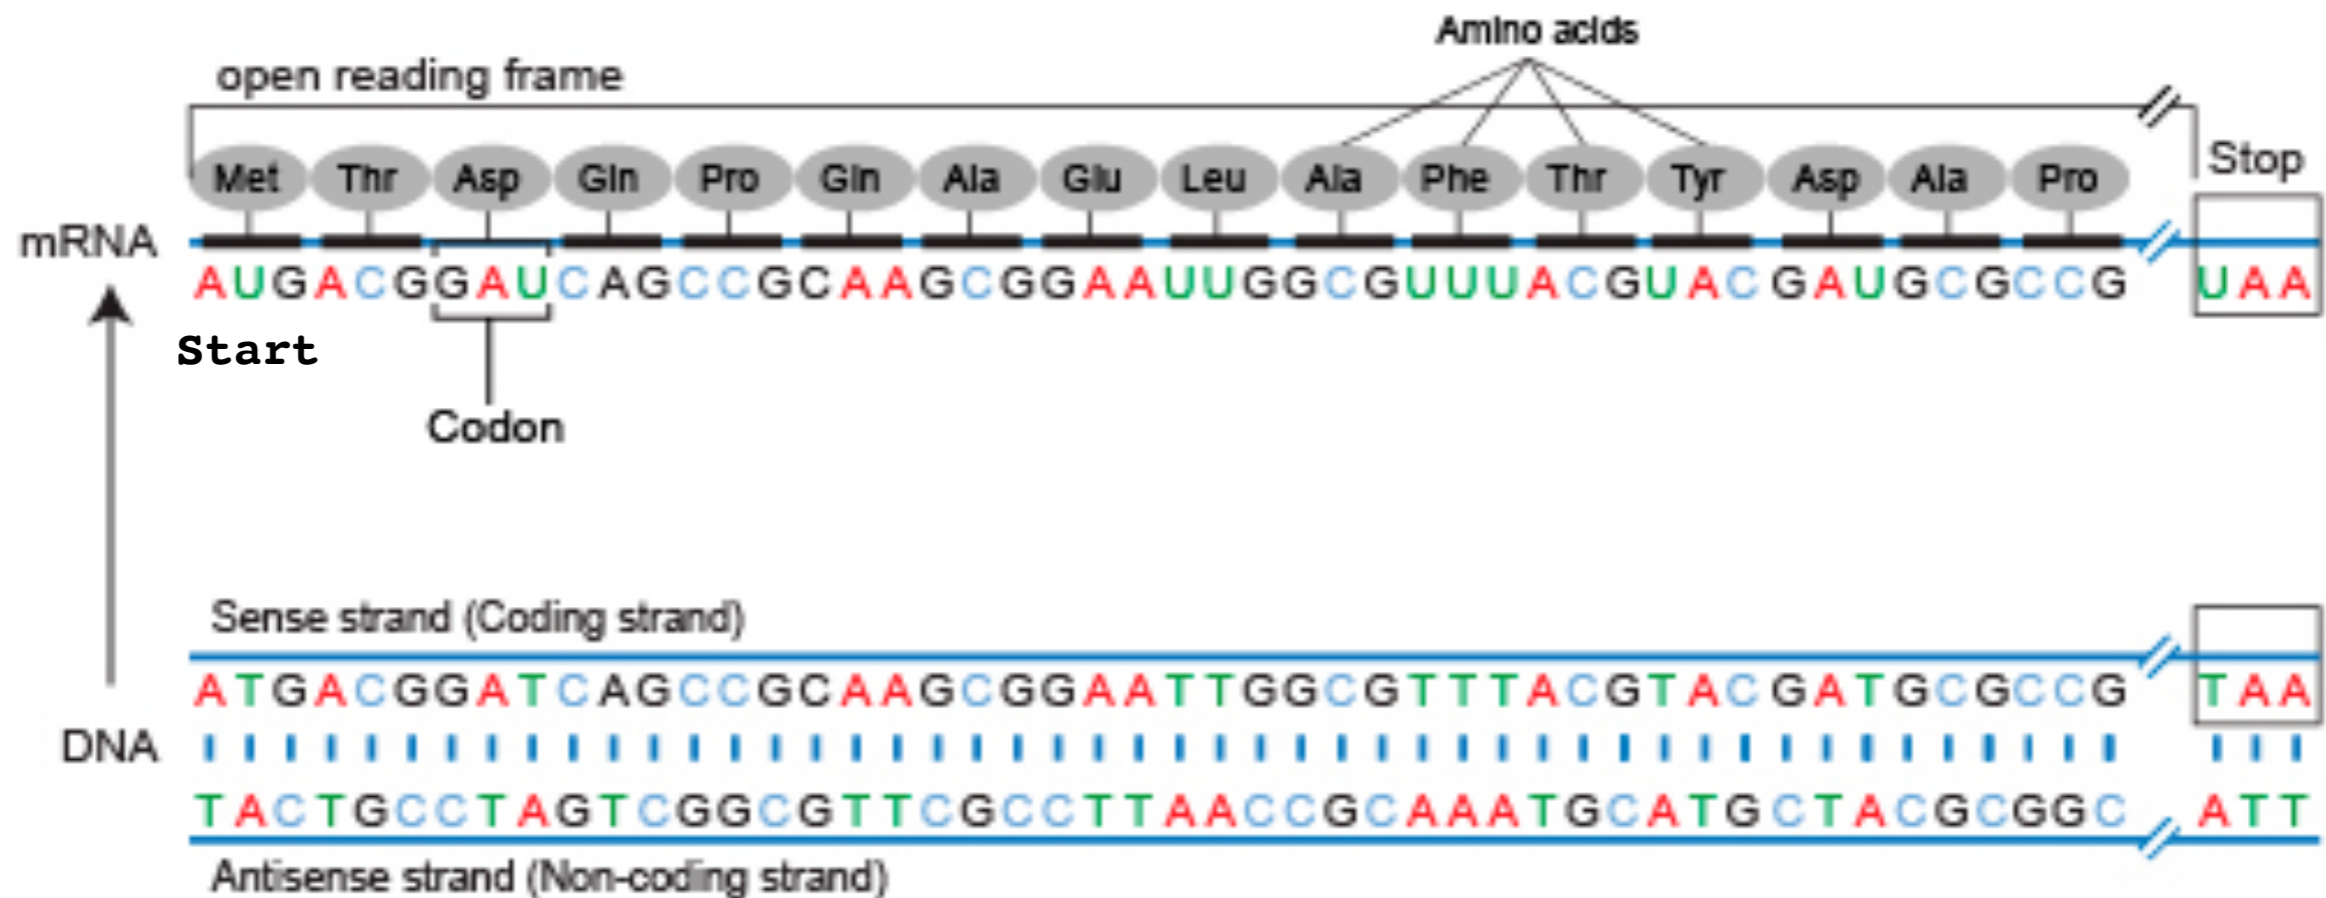 Amino acids
open reading frame
Met Thr Asp Gln Pro Gln Ala Glu Leu Ala Phe Thr Tyr Asp Ala Pro Stop
mRNA
AUGACGGAUCAGCCGCAAGCGGAAUUGGCGUUUACGUACGAUGCGCCG UAA
Start
Codon
Sense strand (Coding strand)
ATGACGGATCAGCCGCAAGCGGAATTGGCGTTTACGTACGATGCGCCG TAA
DNA
TACTGCCTAGTCGGCGTTCGCCTTAACCGCAAATGCATGCTACGCGGC ATT
Antisense strand (Non-coding strand)